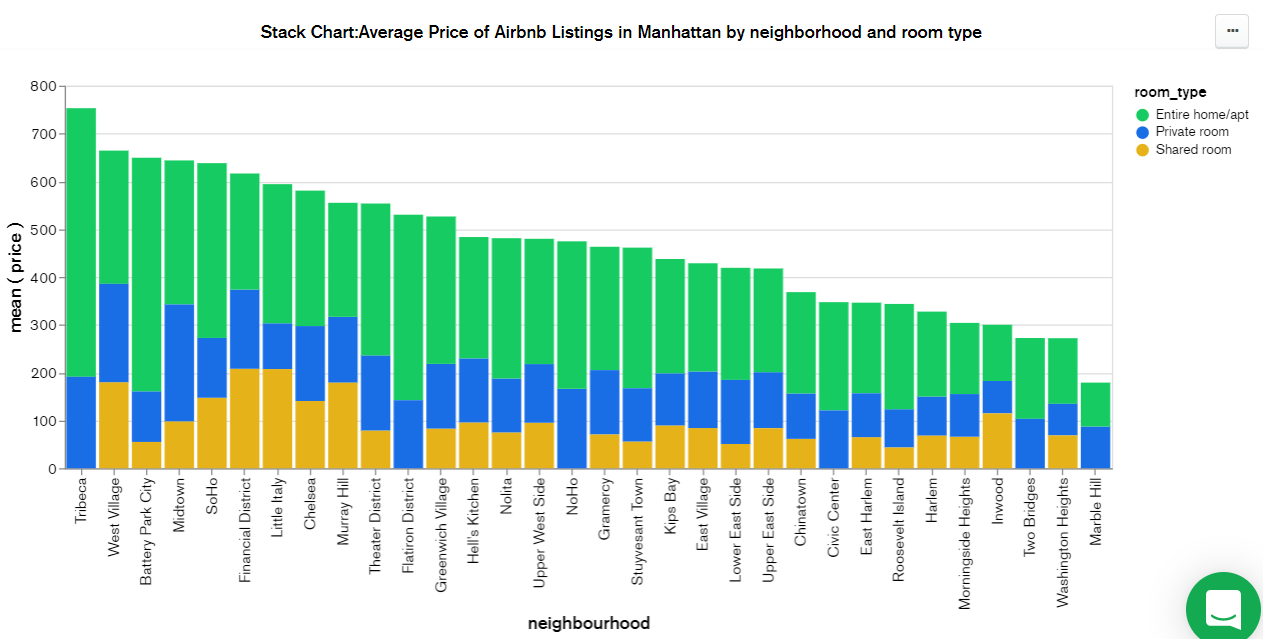 Stack Chart:Average Price of Airbnb Listings in Manhattan by neighborhood and room type
...
800
700
600
500
400
300
200
100
0
mean ( price )
room_type
Entire home/apt
Private room
Shared room
Tribeca
West Village
Battery Park City
Midtown
SoHo
Financial District
Little Italy
Chelsea
Murray Hill
Theater District
Flatiron District
Greenwich Village
Hell's Kitchen
Nolita
Upper West Side
NoHo
Gramercy
Stuyvesant Town
Kips Bay
East Village
Lower East Side
Upper East Side
Chinatown
Civic Center
East Harlem
Roosevelt Island
Harlem
Morningside Heights
Inwood
Two Bridges
Washington Heights
Marble Hill
neighbourhood